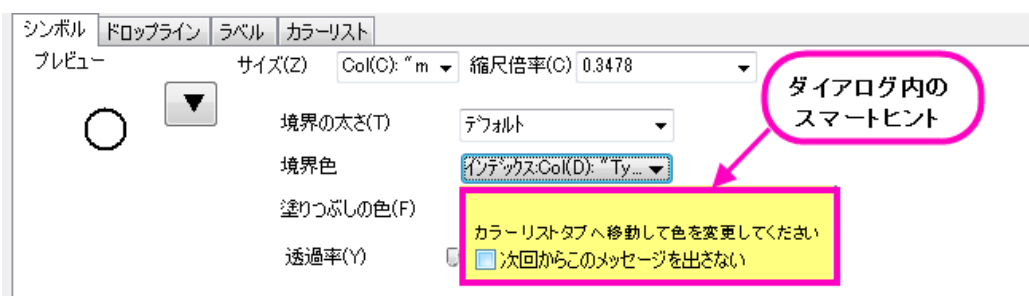 シンボル ドロップライン ラベル カラーリスト
プレビュー サイズ(Z) Col(C): "m 縮尺倍率(C) 0.3478
ダイアログ内の
スマートヒント
境界の太さ(T) デフォルト
境界色 インデックス:Col(D): "Ty...
塗りつぶしの色(F)
カラーリストタブへ移動して色を変更してください
透過率(Y) 次回からこのメッセージを出さない